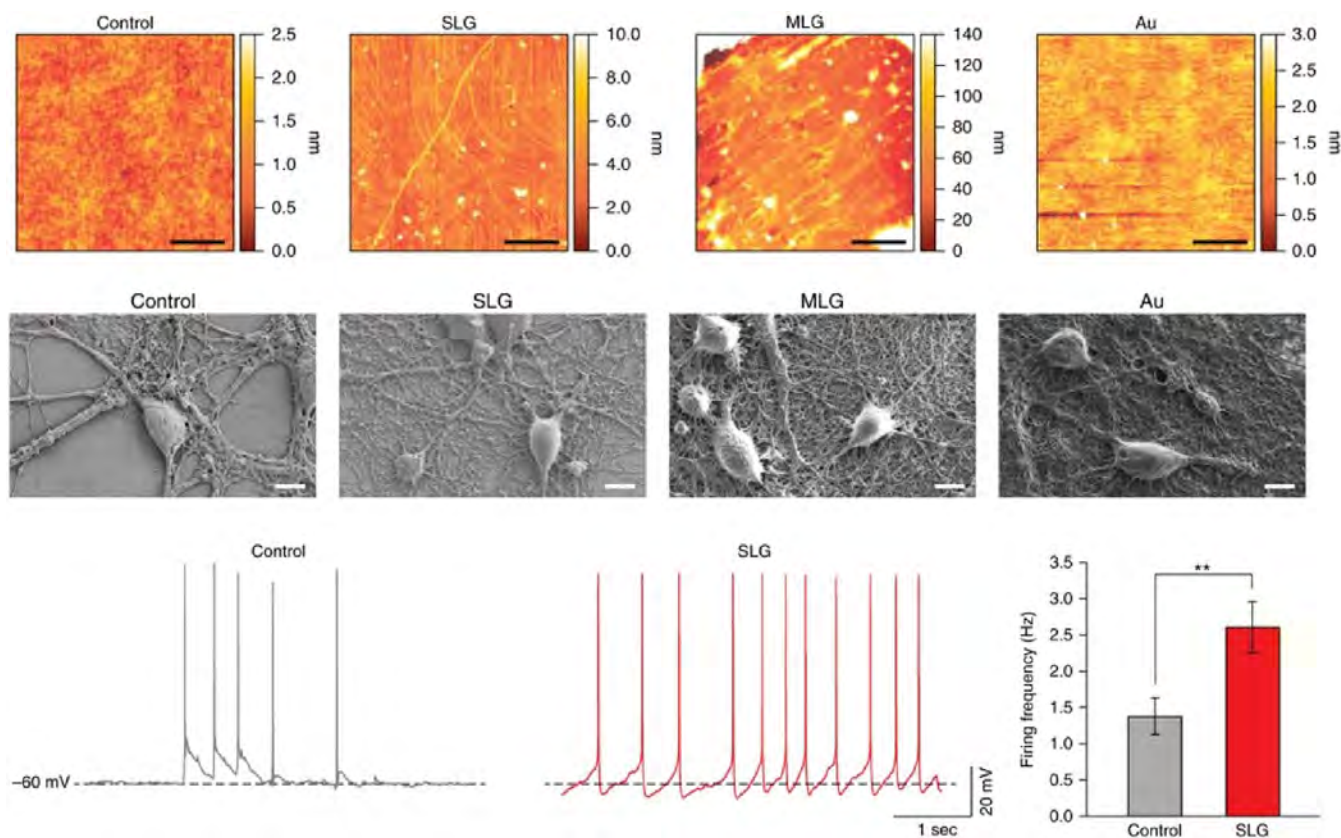 Control
2.5
2.0
1.5
1.0
0.5
0.0
nm
SLG
10.0
8.0
6.0
4.0
2.0
0.0
nm
MLG
140
120
100
80
60
40
20
0
nm
Au
3.0
2.5
2.0
1.5
1.0
0.5
0.0
nm
Control
SLG
MLG
Au
Control
−60 mV
SLG
20 mV
1 sec
Firing frequency (Hz)
3.5
3.0
2.5
2.0
1.5
1.0
0.5
0.0
**
Control
SLG